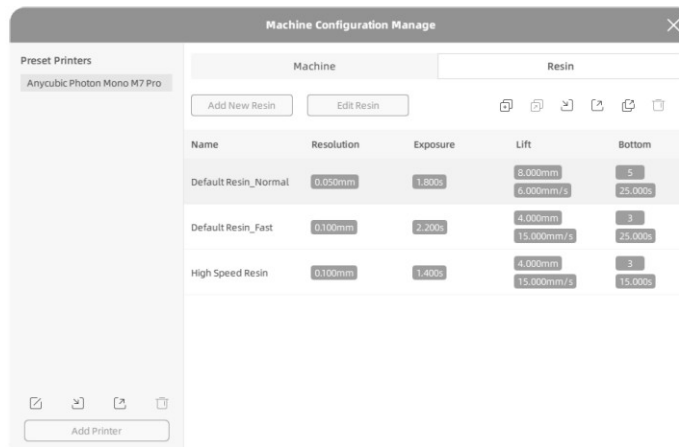 Machine Configuration Manage
Preset Printers
Anycubic Photon Mono M7 Pro
Machine
Resin
Add New Resin
Edit Resin
Name Resolution Exposure Lift Bottom
Default Resin_Normal 0.050mm 1.800s 8.000mm 5
6.000mm/s 25.000s
Default Resin_Fast 0.100mm 2.200s 4.000mm 3
15.000mm/s 25.000s
High Speed Resin 0.100mm 1.400s 4.000mm 3
15.000mm/s 15.000s
Add Printer